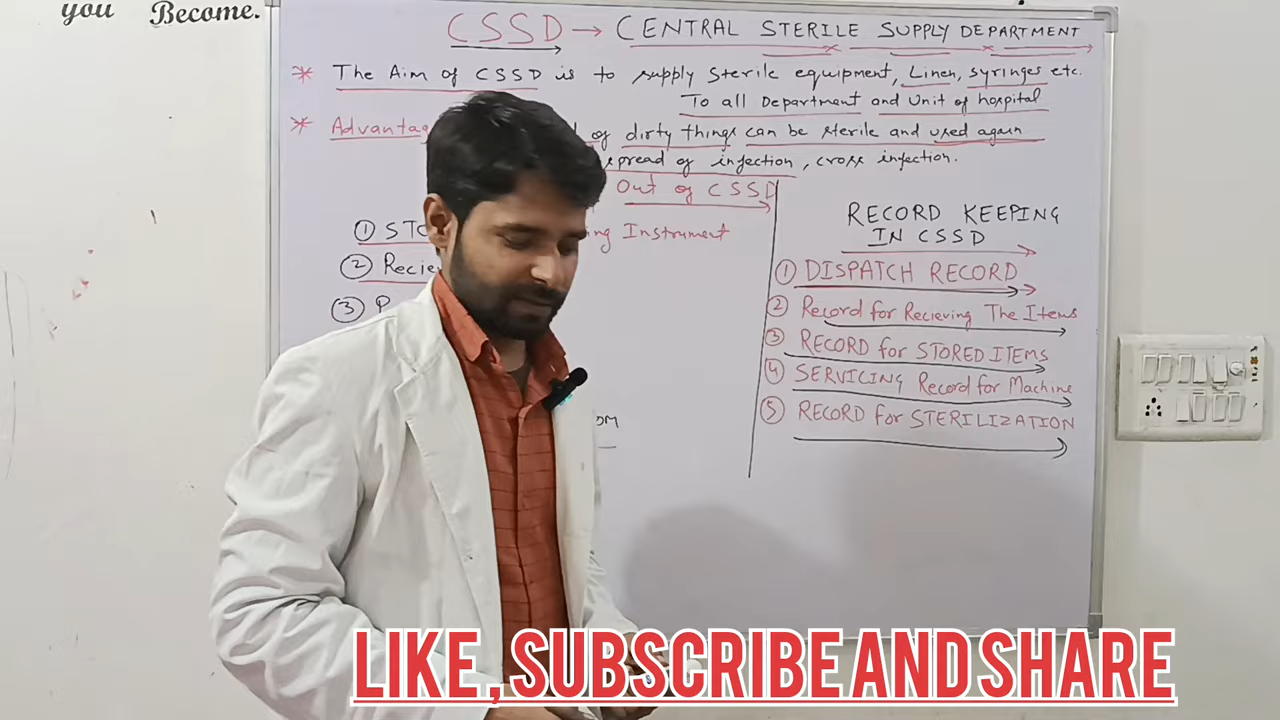 you Become.
CSSD → CENTRAL STERILE SUPPLY DEPARTMENT
* The Aim of CSSD is to supply sterile equipment, Linen, syringes etc.
To all Department and Unit of hospital
* of dirty things can be sterile and used again
spread of infection, cross infection.
Out of CSSD
① Instrument
②
③
RECORD KEEPING
IN CSSD
① DISPATCH RECORD
② Record for Recieving The Items
③ RECORD for STORED ITEMS
④ SERVICING Record for Machine
⑤ RECORD for STERILIZATION
LIKE, SUBSCRIBE AND SHARE